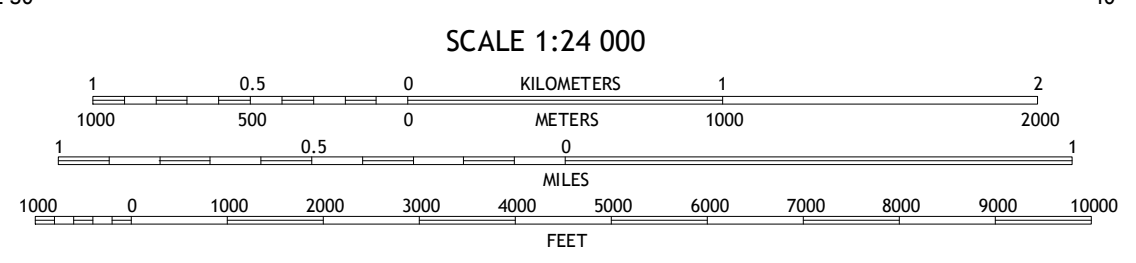 SCALE 1:24 000
1 0.5 0 KILOMETERS 1 2
1000 500 0 METERS 1000 2000
1 0.5 0 1
MILES
1000 0 1000 2000 3000 4000 5000 6000 7000 8000 9000 10000
FEET